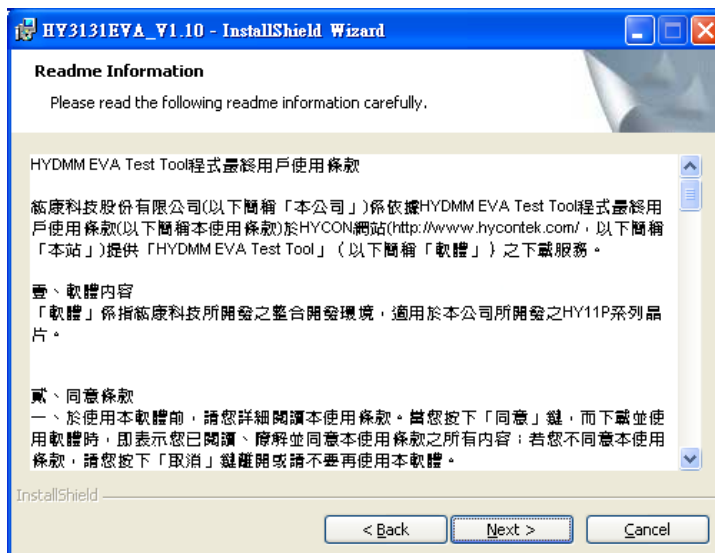 HY3131EVA_V1.10 - InstallShield Wizard
Readme Information
Please read the following readme information carefully.
HYDMM EVA Test Tool程式最終用戶使用條款
紘康科技股份有限公司(以下簡稱「本公司」)係依據HYDMM EVA Test Tool程式最終用
戶使用條款(以下簡稱本使用條款)於HYCON網站(http://www.hycontek.com/，以下簡稱
「本站」)提供「HYDMM EVA Test Tool」（以下簡稱「軟體」）之下載服務。
壹、軟體內容
「軟體」係指紘康科技所開發之整合開發環境，適用於本公司所開發之HY11P系列晶
片。
貳、同意條款
一、於使用本軟體前，請您詳細閱讀本使用條款。當您按下「同意」鍵，而下載並使
用軟體時，即表示您已閱讀、瞭解並同意本使用條款之所有內容；若您不同意本使用
條款，請您按下「取消」鍵離開或請不要再使用本軟體。
InstallShield
< Back
Next >
Cancel